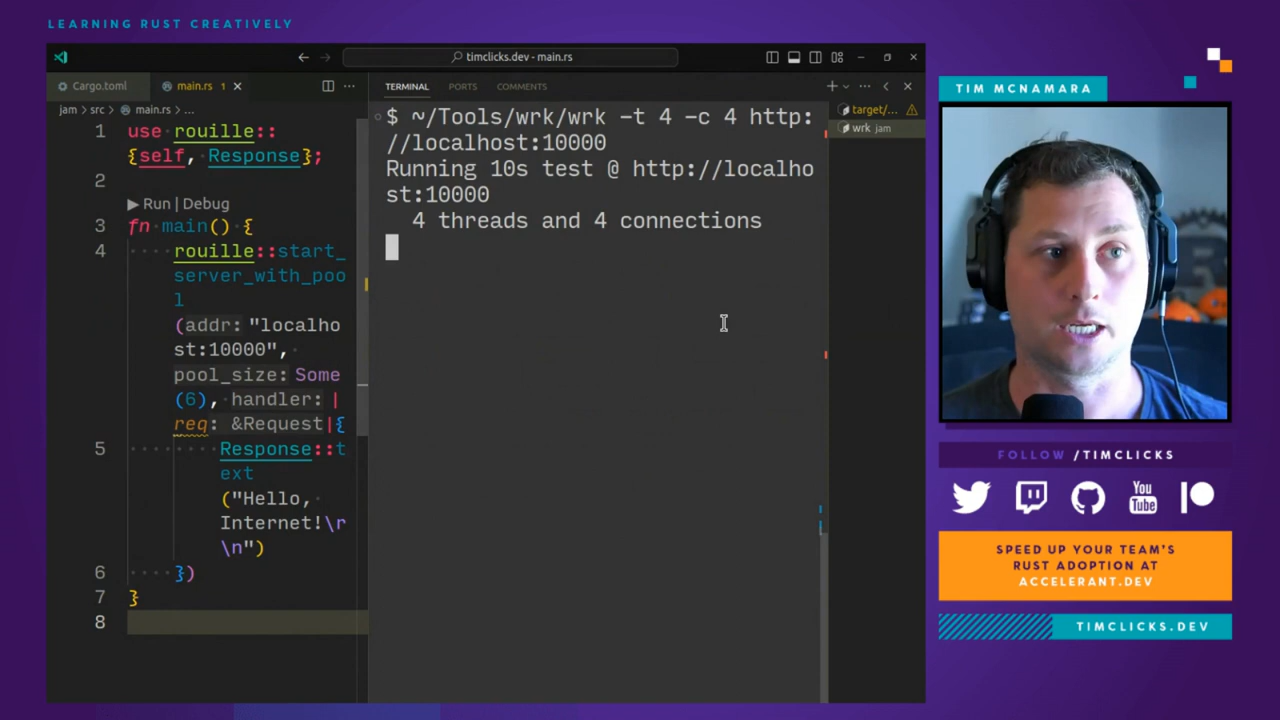 LEARNING RUST CREATIVELY
timclicks.dev - main.rs
Cargo.toml
main.rs 1
jam > src > main.rs > ...
1 use rouille::
{self, Response};
2
Run | Debug
3 fn main() {
4 rouille::start_
server_with_poo
l
(addr: "localho
st:10000",
pool_size: Some
(6), handler: |
req: &Request|{
5 Response::t
ext
("Hello,
Internet!\r
\n")
6 })
7 }
8
TERMINAL PORTS COMMENTS
$ ~/Tools/wrk/wrk -t 4 -c 4 http:
//localhost:10000
Running 10s test @ http://localho
st:10000
4 threads and 4 connections
target/...
wrk jam
TIM MCNAMARA
FOLLOW /TIMCLICKS
You
Tube
SPEED UP YOUR TEAM'S
RUST ADOPTION AT
ACCELERANT.DEV
TIMCLICKS.DEV